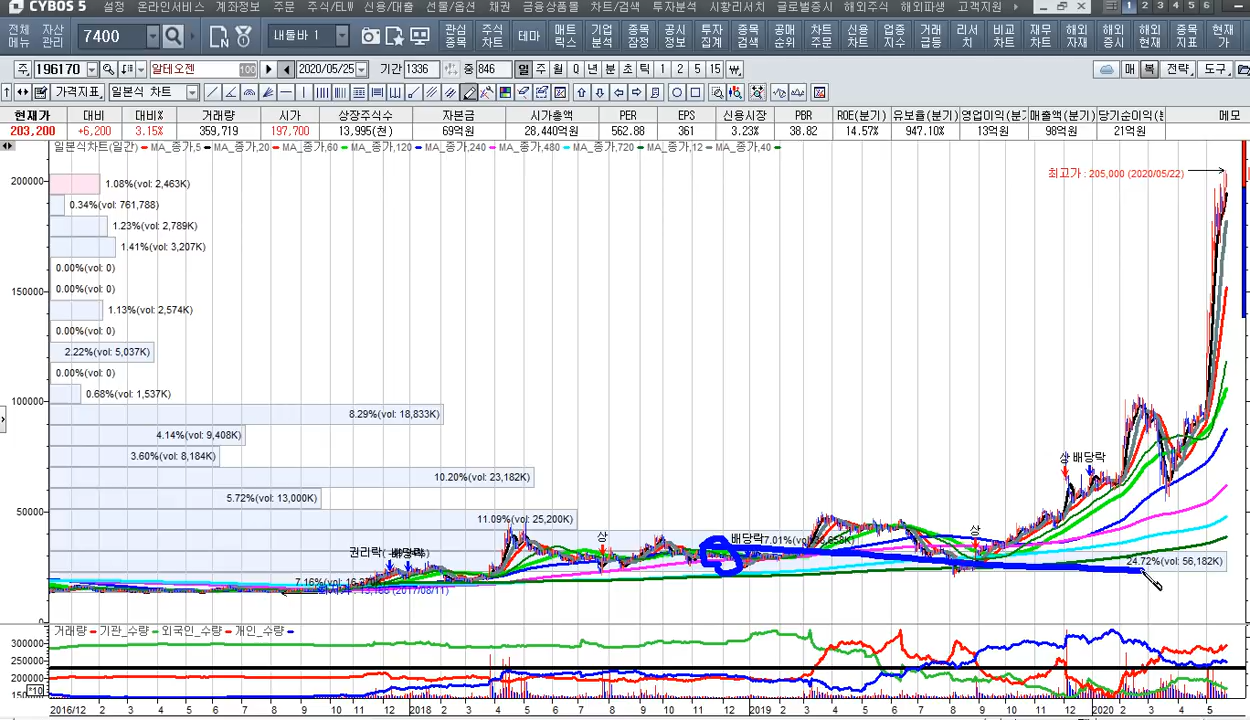 CYBOS 5 설정 온라인서비스 계좌정보 주문 주식/ELW 신용/대출 선물/옵션 채권 금융상품몰 차트/검색 투자분석 시황리서치 글로벌증시 해외주식 해외파생 고객지원 1 2 3 4 5 6
전체메뉴 자산관리 7400 내툴바 1 관심종목 주식차트 테마 매트릭스 기업분석 종목잠정 공시정보 투자집계 종목검색 공매순위 차트주문 신용차트 업종지수 거래급등 리서치 비교차트 재무차트 해외자재 해외증시 해외현재 종목지표 현재가
주 196170 알테오젠 100 2020/05/25 기간 1336 중 846 일 주 월 Q 년 분 초 틱 1 2 5 15 매 복 전략 도구
가격지표 일본식 차트
현재가 대비 대비% 거래량 시가 상장주식수 자본금 시가총액 PER EPS 신용시장 PBR ROE(분기) 유보율(분기) 영업이익(분기 매출액(분기) 당기순이익(분 메모
203,200 +6,200 3.15% 359,719 197,700 13,995(천) 69억원 28,440억원 562.88 361 3.23% 38.82 14.57% 947.10% 13억원 98억원 21억원
일본식차트(일간) MA_종가,5 MA_종가,20 MA_종가,60 MA_종가,120 MA_종가,240 MA_종가,480 MA_종가,720 MA_종가,12 MA_종가,40
최고가 : 205,000 (2020/05/22)
200000
1.08%(vol: 2,463K)
0.34%(vol: 761,788)
1.23%(vol: 2,789K)
1.41%(vol: 3,207K)
0.00%(vol: 0)
150000
0.00%(vol: 0)
1.13%(vol: 2,574K)
0.00%(vol: 0)
2.22%(vol: 5,037K)
0.00%(vol: 0)
0.68%(vol: 1,537K)
100000
8.29%(vol: 18,833K)
4.14%(vol: 9,408K)
3.60%(vol: 8,184K)
상 배당락
10.20%(vol: 23,182K)
5.72%(vol: 13,000K)
50000
11.09%(vol: 25,200K)
상 배당락 상
권리락
24.72%(vol: 56,182K)
(2017/08/11)
0
거래량 기관_수량 외국인_수량 개인_수량
300000
250000
200000
*10
2016/12 2 3 4 5 6 7 8 9 10 11 2018 2 3 4 5 6 7 8 9 10 11 12 2019 2 3 4 5 6 7 8 9 10 11 12 2020 2 3 4 5